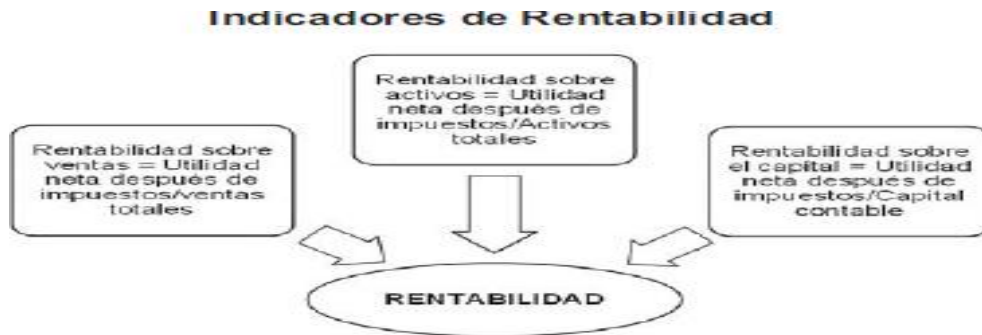 Indicadores de Rentabilidad
Rentabilidad sobre
activos = Utilidad
neta después de
impuestos/Activos
totales
Rentabilidad sobre
ventas = Utilidad
neta después de
impuestos/ventas
totales
Rentabilidad sobre
el capital = Utilidad
neta después de
impuestos/Capital
contable
RENTABILIDAD